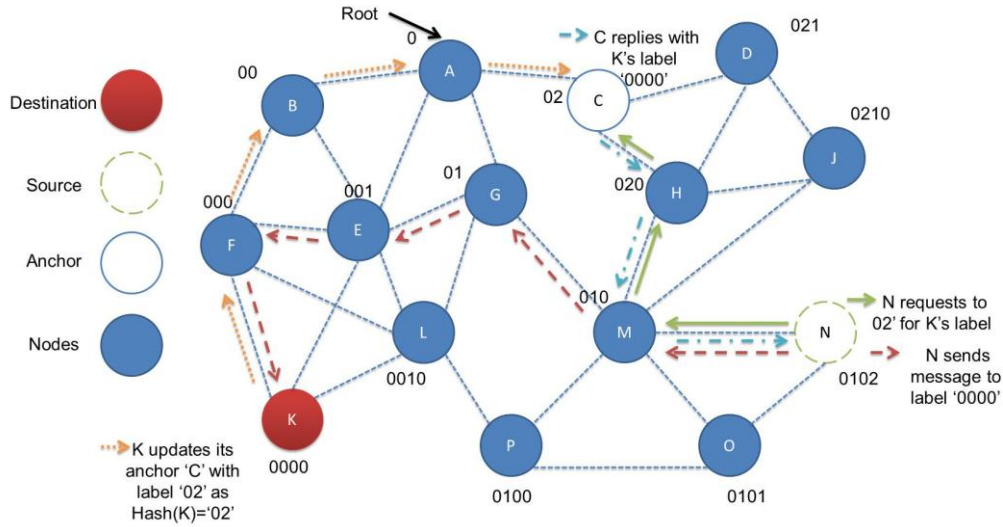 Root
0
A
C replies with
K's label
'0000'
021
D
00
B
02
C
0210
J
Destination
Source
Anchor
Nodes
000
F
001
E
01
G
020
H
010
M
N
0102
N requests to
02' for K's label
N sends
message to
label '0000'
L
0010
K
0000
P
0100
O
0101
K updates its
anchor 'C' with
label '02' as
Hash(K)='02'